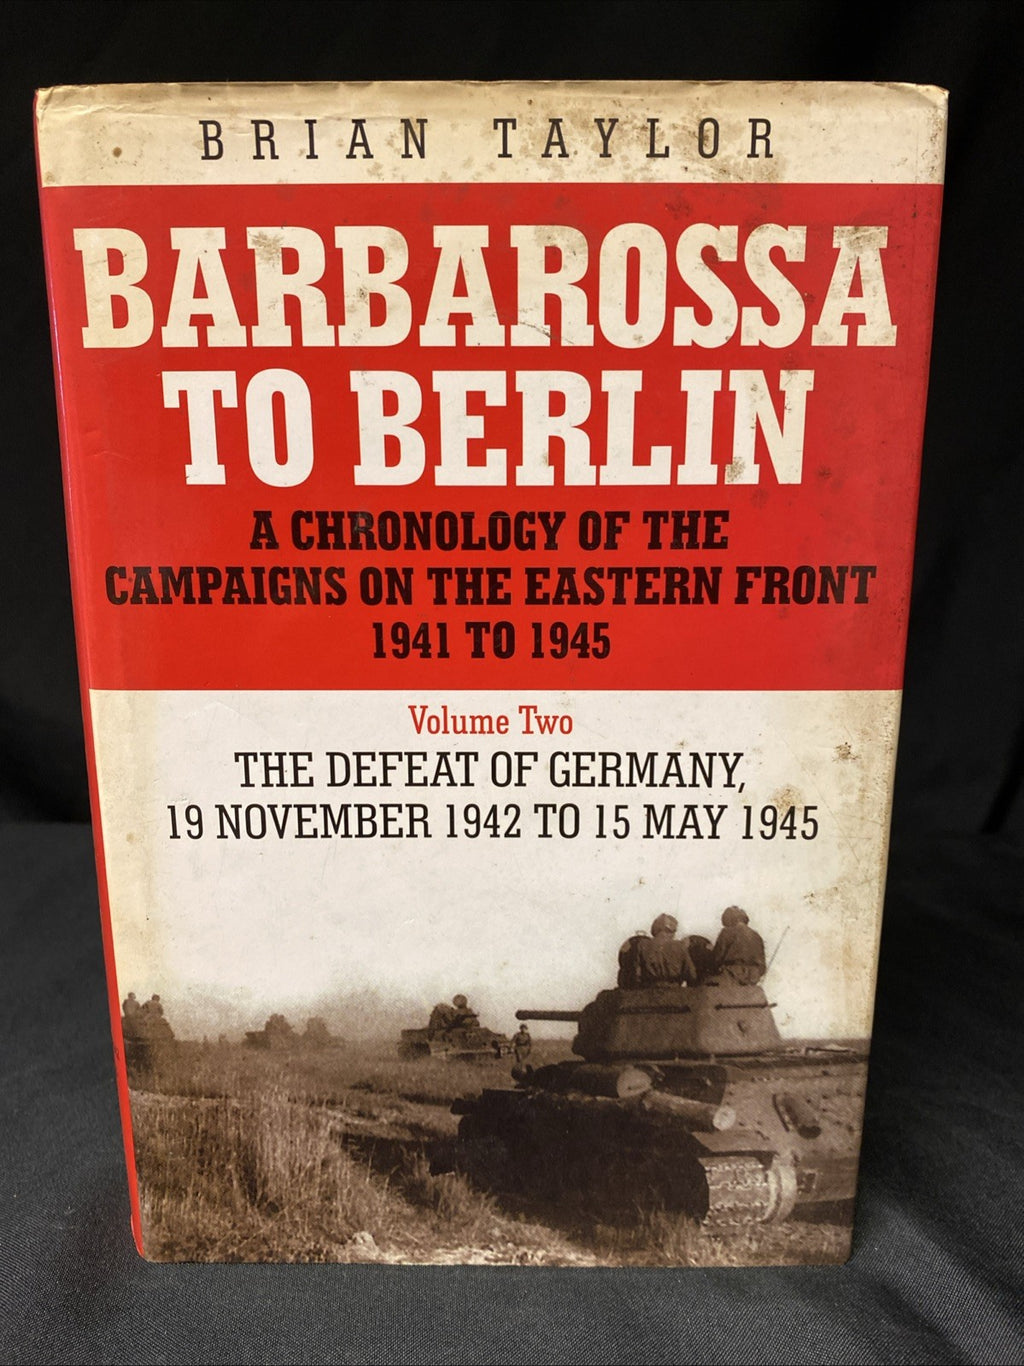 BRIAN TAYLOR
BARBAROSSA
TO BERLIN
A CHRONOLOGY OF THE
CAMPAIGNS ON THE EASTERN FRONT
1941 TO 1945
Volume Two
THE DEFEAT OF GERMANY,
19 NOVEMBER 1942 TO 15 MAY 1945